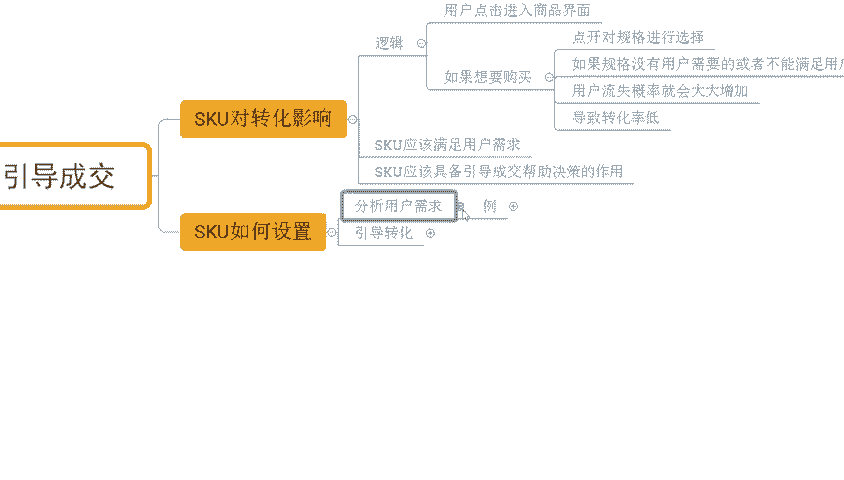 引导成交
SKU对转化影响
逻辑
用户点击进入商品界面
如果想要购买
点开对规格进行选择
如果规格没有用户需要的或者不能满足用
用户流失概率就会大大增加
导致转化率低
SKU应该满足用户需求
SKU应该具备引导成交帮助决策的作用
SKU如何设置
分析用户需求
例
引导转化